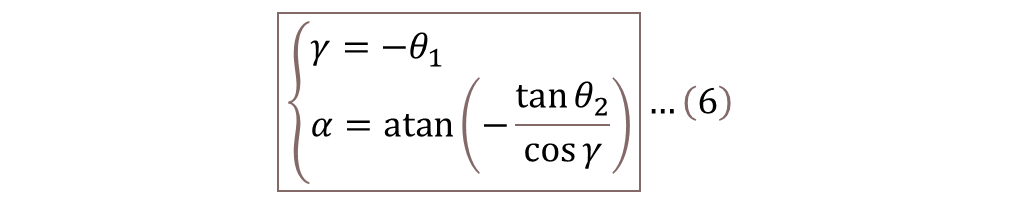 γ = −θ₁
α = atan(− tan θ₂ / cos γ) … (6)